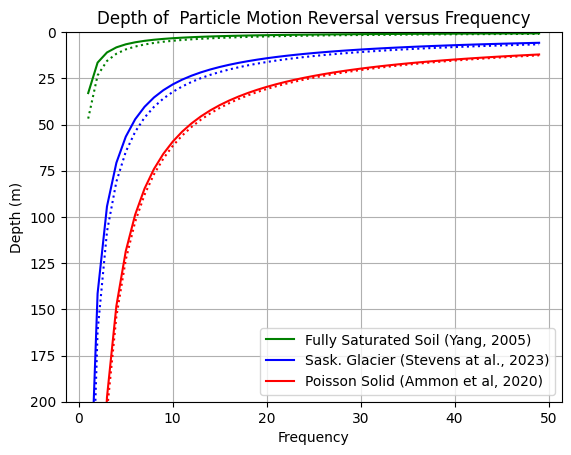 Depth of  Particle Motion Reversal versus Frequency
0
25
50
75
100
125
150
175
200
Depth (m)
Fully Saturated Soil (Yang, 2005)
Sask. Glacier (Stevens at al., 2023)
Poisson Solid (Ammon et al, 2020)
0 10 20 30 40 50
Frequency